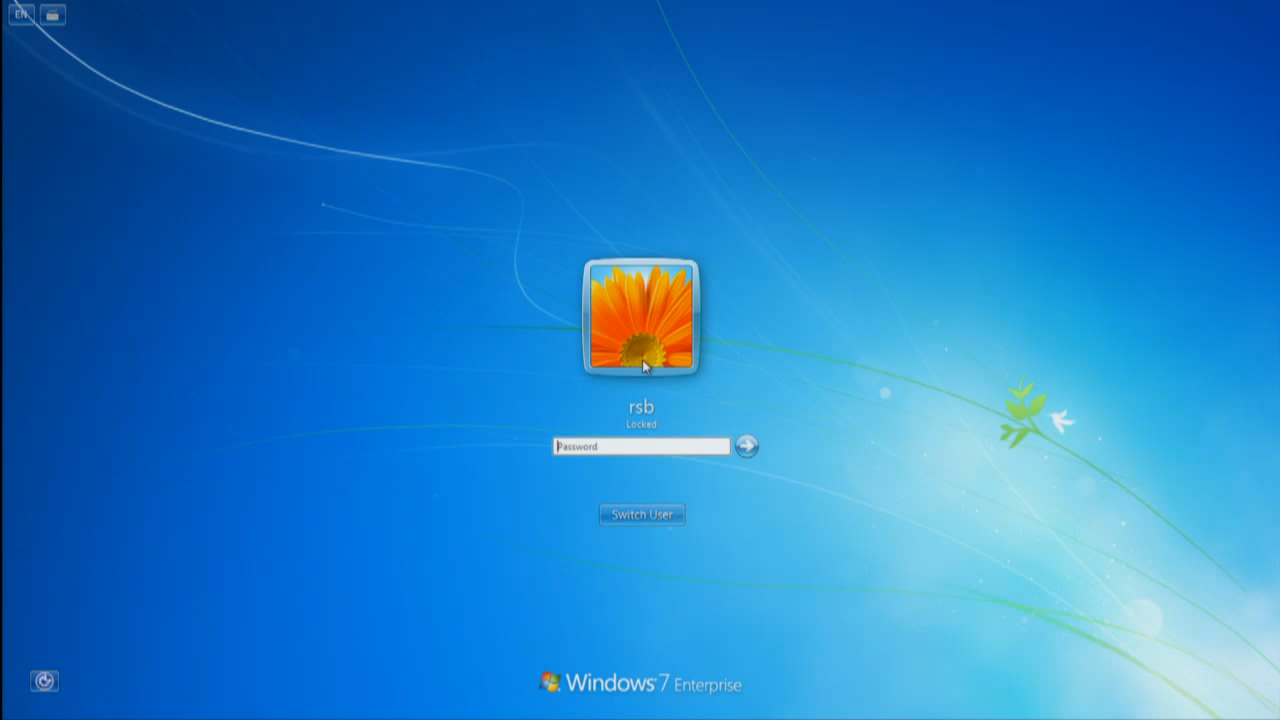 EN
rsb
Locked
Password
Switch User
Windows 7 Enterprise